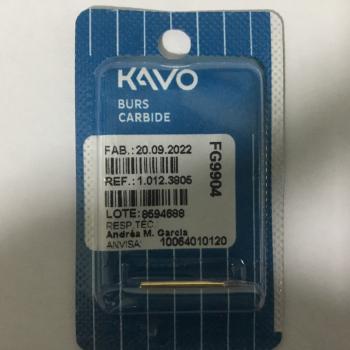 KAVO
BURS
CARBIDE
FAB.: 20.09.2022
REF.: 1.012.3905
LOTE: 8594688
RESP. TÉC
Andréa M. Garcia
ANVISA: 10064010120
FG9904